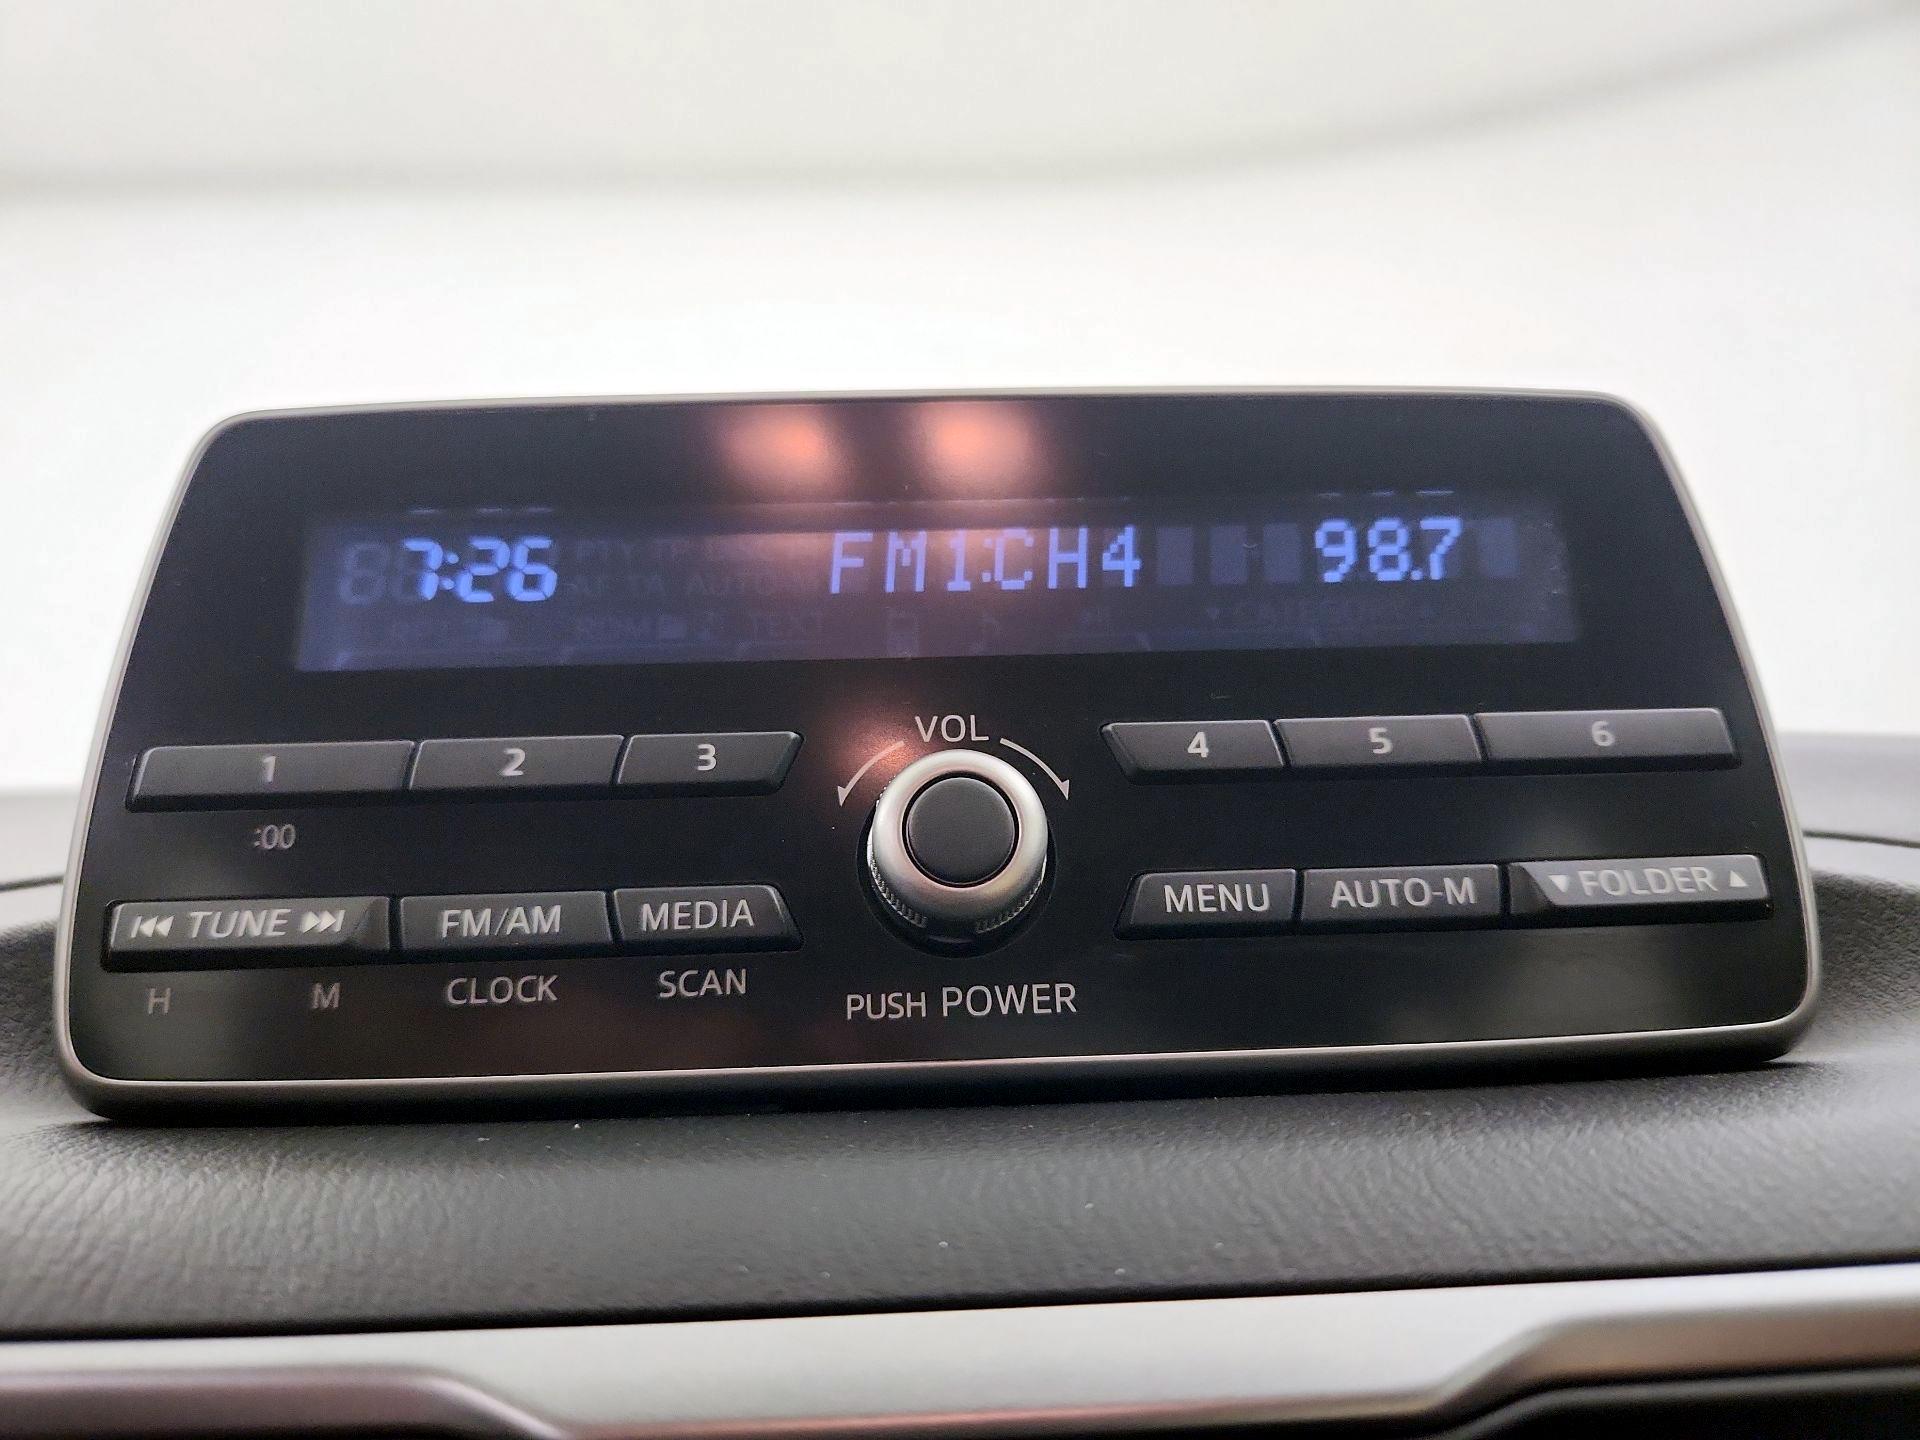 7:26 FM1:CH4 98.7
VOL
1 2 3 4 5 6
:00
⏮ TUNE ⏭ FM/AM MEDIA MENU AUTO-M ▼ FOLDER ▲
H M CLOCK SCAN PUSH POWER